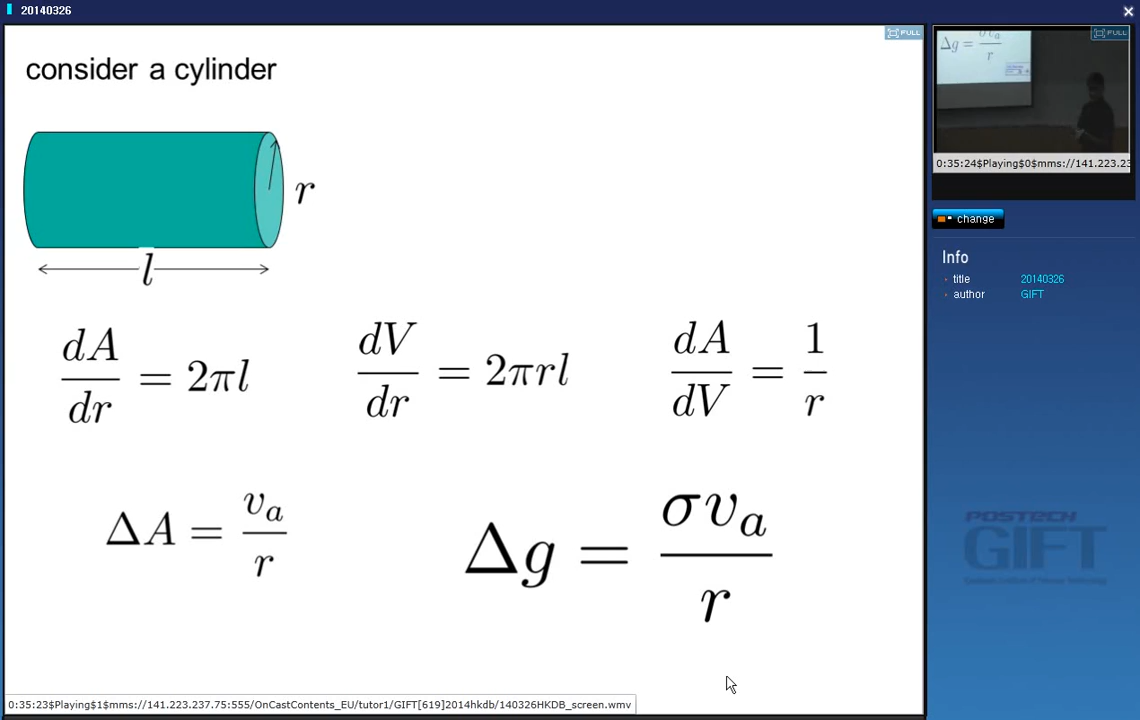 20140326
FULL
consider a cylinder
r
l
dA/dr = 2πl
dV/dr = 2πrl
dA/dV = 1/r
ΔA = v_a/r
Δg = σv_a/r
0:35:23$Playing$1$mms://141.223.237.75:555/OnCastContents_EU/tutor1/GIFT[619]2014hkdb/140326HKDB_screen.wmv
FULL
Δg = σv_a/r
0:35:24$Playing$0$mms://141.223.23
change
Info
title 20140326
author GIFT
POSTECH
GIFT